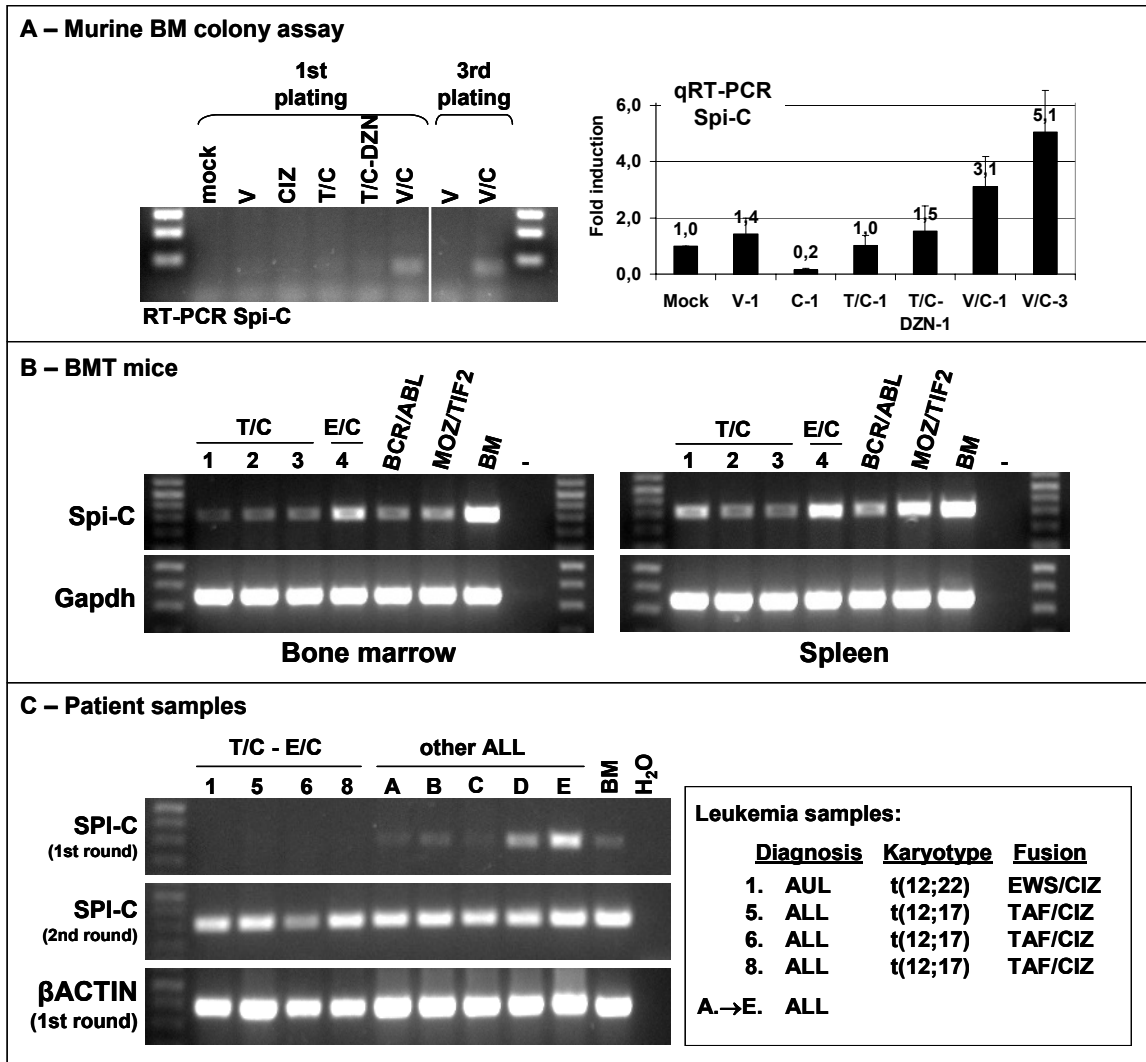 A – Murine BM colony assay
1st plating
3rd plating
mock V CIZ T/C T/C-DZN V/C V V/C
RT-PCR Spi-C
qRT-PCR
Spi-C
Fold induction
6,0
4,0
2,0
0,0
1,0 1,4 0,2 1,0 1,5 3,1 5,1
Mock V-1 C-1 T/C-1 T/C-DZN-1 V/C-1 V/C-3
B – BMT mice
T/C E/C BCR/ABL MOZ/TIF2 BM -
1 2 3 4
Spi-C
Gapdh
Bone marrow
T/C E/C BCR/ABL MOZ/TIF2 BM -
1 2 3 4
Spleen
C – Patient samples
T/C - E/C other ALL BM H₂O
1 5 6 8 A B C D E
SPI-C
(1st round)
SPI-C
(2nd round)
βACTIN
(1st round)
Leukemia samples:
Diagnosis Karyotype Fusion
1. AUL t(12;22) EWS/CIZ
5. ALL t(12;17) TAF/CIZ
6. ALL t(12;17) TAF/CIZ
8. ALL t(12;17) TAF/CIZ
A.→E. ALL